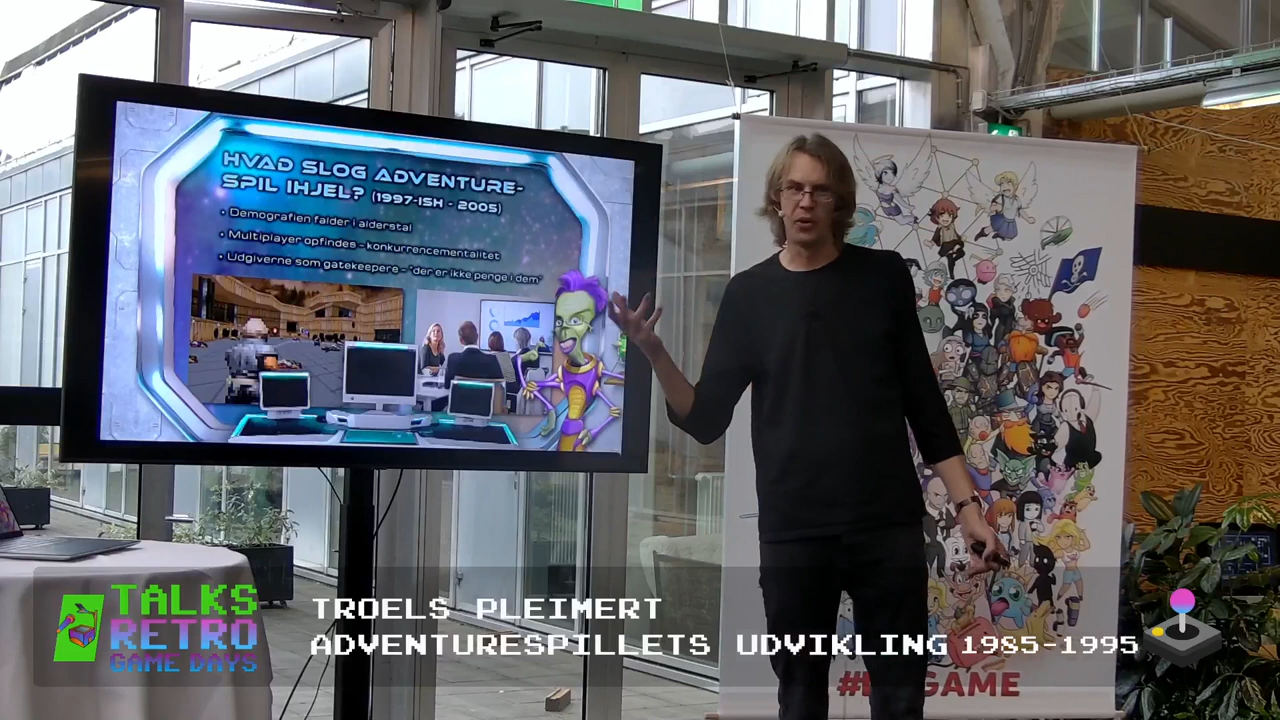 HVAD SLOG ADVENTURE-
SPIL IHJEL? (1997-ISH - 2005)
• Demografien falder i alderstal
• Multiplayer opfindes - konkurrencementalitet
• Udgiverne som gatekeepere - "der er ikke penge i dem"
TALKS
RETRO
GAME DAYS
TROELS PLEIMERT
ADVENTURESPILLETS UDVIKLING 1985-1995
GAME